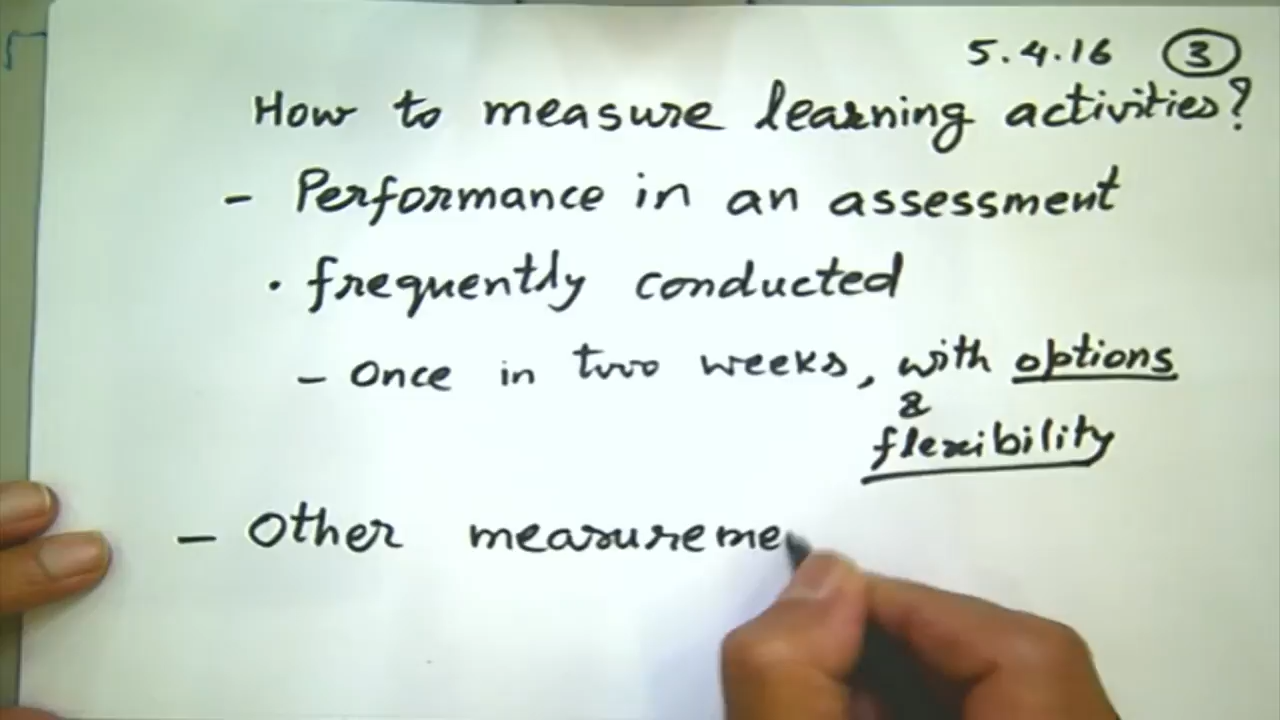 5.4.16 3
How to measure learning activities?
- Performance in an assessment
· frequently conducted
- Once in two weeks, with options
&
flexibility
- Other measureme